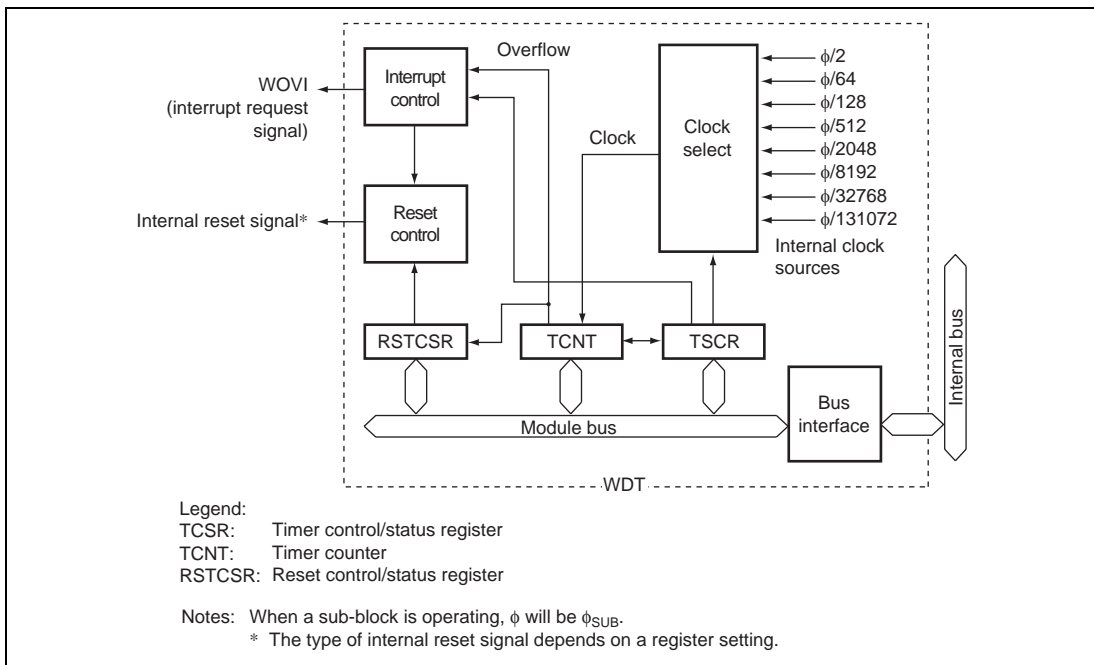 Overflow
Interrupt
control
WOVI
(interrupt request
signal)
Clock
Clock
select
ϕ/2
ϕ/64
ϕ/128
ϕ/512
ϕ/2048
ϕ/8192
ϕ/32768
ϕ/131072
Internal clock
sources
Internal reset signal*
Reset
control
RSTCSR
TCNT
TSCR
Module bus
Bus
interface
Internal bus
WDT
Legend:
TCSR: Timer control/status register
TCNT: Timer counter
RSTCSR: Reset control/status register
Notes: When a sub-block is operating, ϕ will be ϕSUB.
* The type of internal reset signal depends on a register setting.